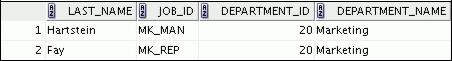 LAST_NAME JOB_ID DEPARTMENT_ID DEPARTMENT_NAME
1 Hartstein MK_MAN 20 Marketing
2 Fay MK_REP 20 Marketing